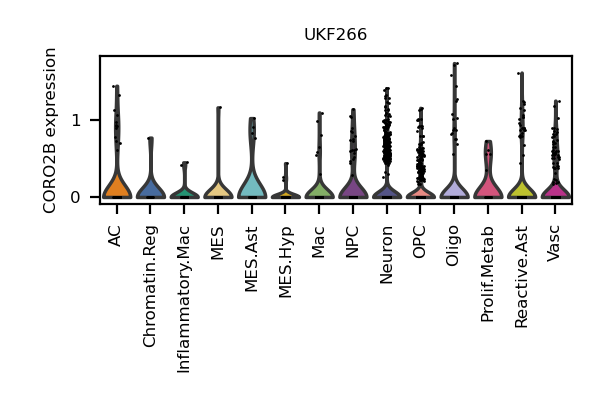 UKF266
CORO2B expression
1
0
AC
Chromatin.Reg
Inflammatory.Mac
MES
MES.Ast
MES.Hyp
Mac
NPC
Neuron
OPC
Oligo
Prolif.Metab
Reactive.Ast
Vasc